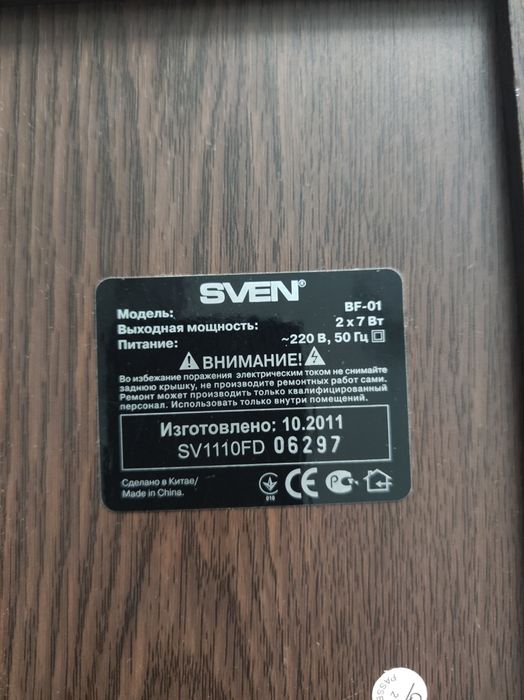 SVEN®
Модель: BF-01
Выходная мощность: 2 x 7 Вт
Питание: ~220 В, 50 Гц
ВНИМАНИЕ!
Во избежание поражения электрическим током не снимайте
заднюю крышку, не производите ремонтных работ сами.
Ремонт может производить только квалифицированный
персонал. Использовать только внутри помещений.
Изготовлено: 10.2011
SV1110FD 06297
Сделано в Китае/
Made in China.
010
CE